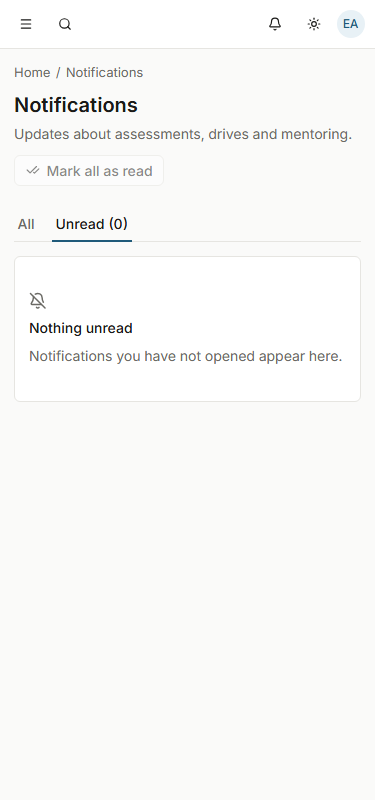 EA
Home / Notifications
Notifications
Updates about assessments, drives and mentoring.
Mark all as read
All Unread (0)
Nothing unread
Notifications you have not opened appear here.